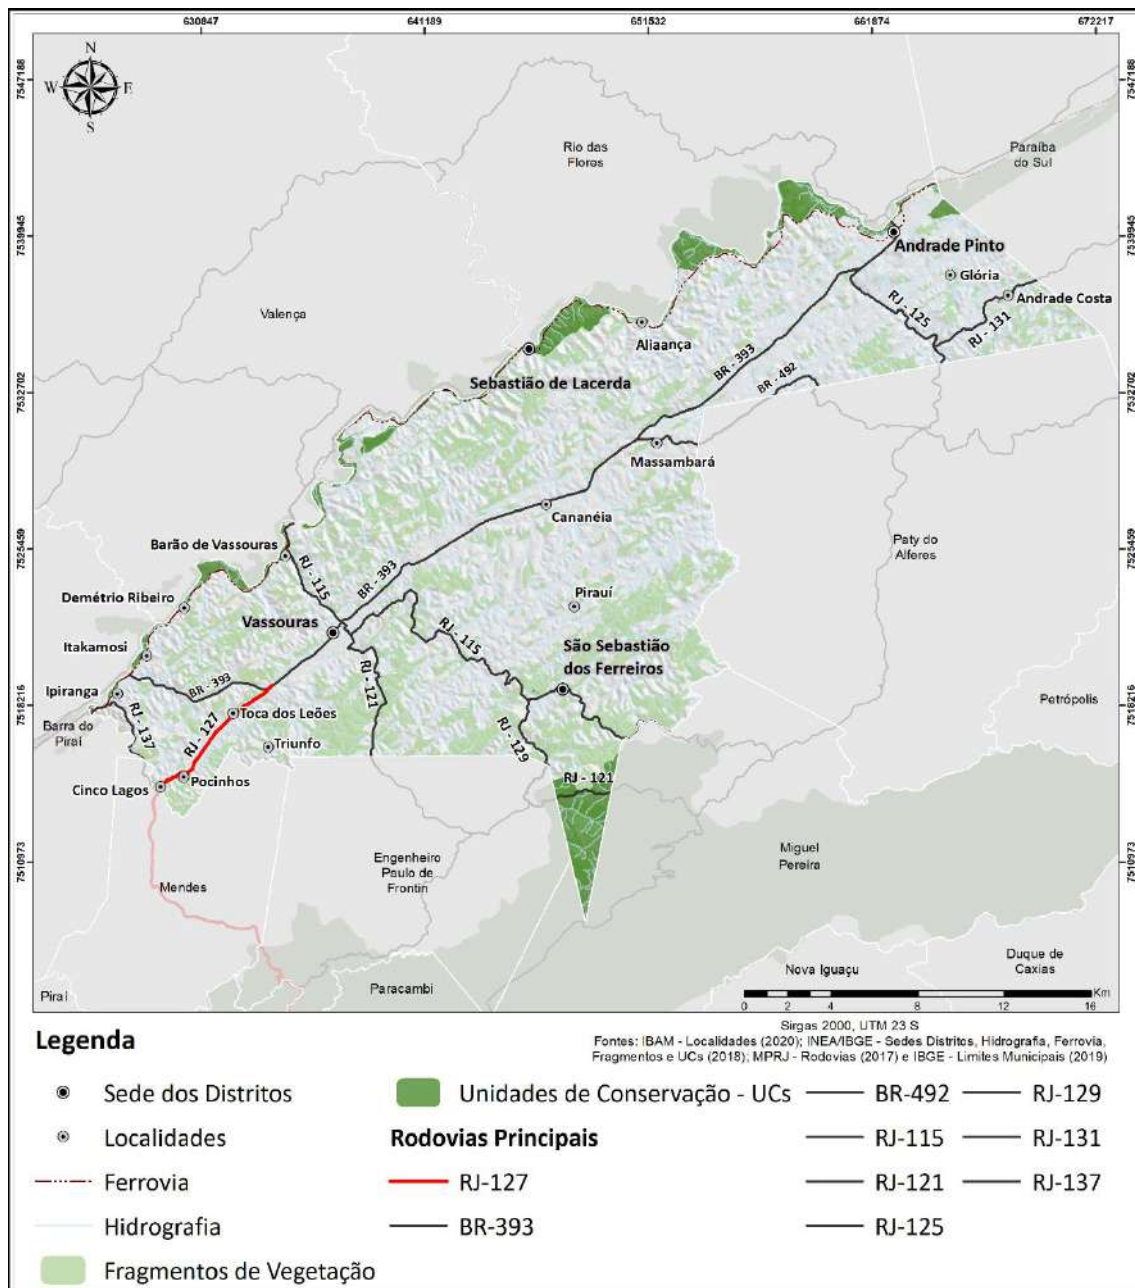 630847 641189 651532 661874 672217
7547188 7547188
N
W E
S
Rio das
Flores
Paraíba
do Sul
7539945 7539945
Andrade Pinto
Glória
Andrade Costa
Valença
RJ - 125
RJ - 131
Aliaança
BR - 393
Sebastião de Lacerda
BR - 492
7532702 7532702
Massambará
Cananéia
Paty do
Alferes
7525459 7525459
Barão de Vassouras
RJ - 115
BR - 393
Demétrio Ribeiro
Pirauí
Vassouras
RJ - 115
São Sebastião
dos Ferreiros
Itakamosi
RJ - 121
BR - 393
Ipiranga
Petrópolis
7518216 7518216
Toca dos Leões
Barra do
Piraí
RJ - 137
RJ - 127
Triunfo
RJ - 129
Pocinhos
Cinco Lagos
RJ - 121
Miguel
Pereira
Engenheiro
Paulo de
Frontin
7510973 7510973
Mendes
Duque de
Caxias
Nova Iguaçu
Paracambi
Piraí
Km
0 2 4 8 12 16
Sirgas 2000, UTM 23 S
Fontes: IBAM - Localidades (2020); INEA/IBGE - Sedes Distritos, Hidrografia, Ferrovia,
Fragmentos e UCs (2018); MPRJ - Rodovias (2017) e IBGE - Limites Municipais (2019)
Legenda
Sede dos Distritos
Localidades
Ferrovia
Hidrografia
Fragmentos de Vegetação
Unidades de Conservação - UCs
Rodovias Principais
RJ-127
BR-393
BR-492
RJ-115
RJ-121
RJ-125
RJ-129
RJ-131
RJ-137